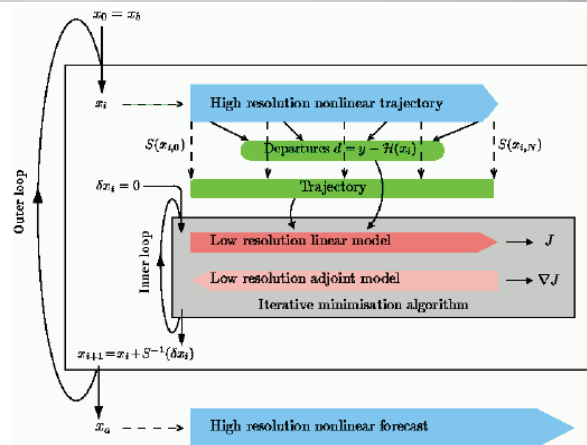 x₀ = x_b
x_i
High resolution nonlinear trajectory
S(x_{i,0})
Departures d = y − H(x_i)
S(x_{i,N})
δx_i = 0
Trajectory
Outer loop
Inner loop
Low resolution linear model
J
Low resolution adjoint model
∇J
Iterative minimisation algorithm
x_{i+1} = x_i + S⁻¹(δx_i)
x_a
High resolution nonlinear forecast